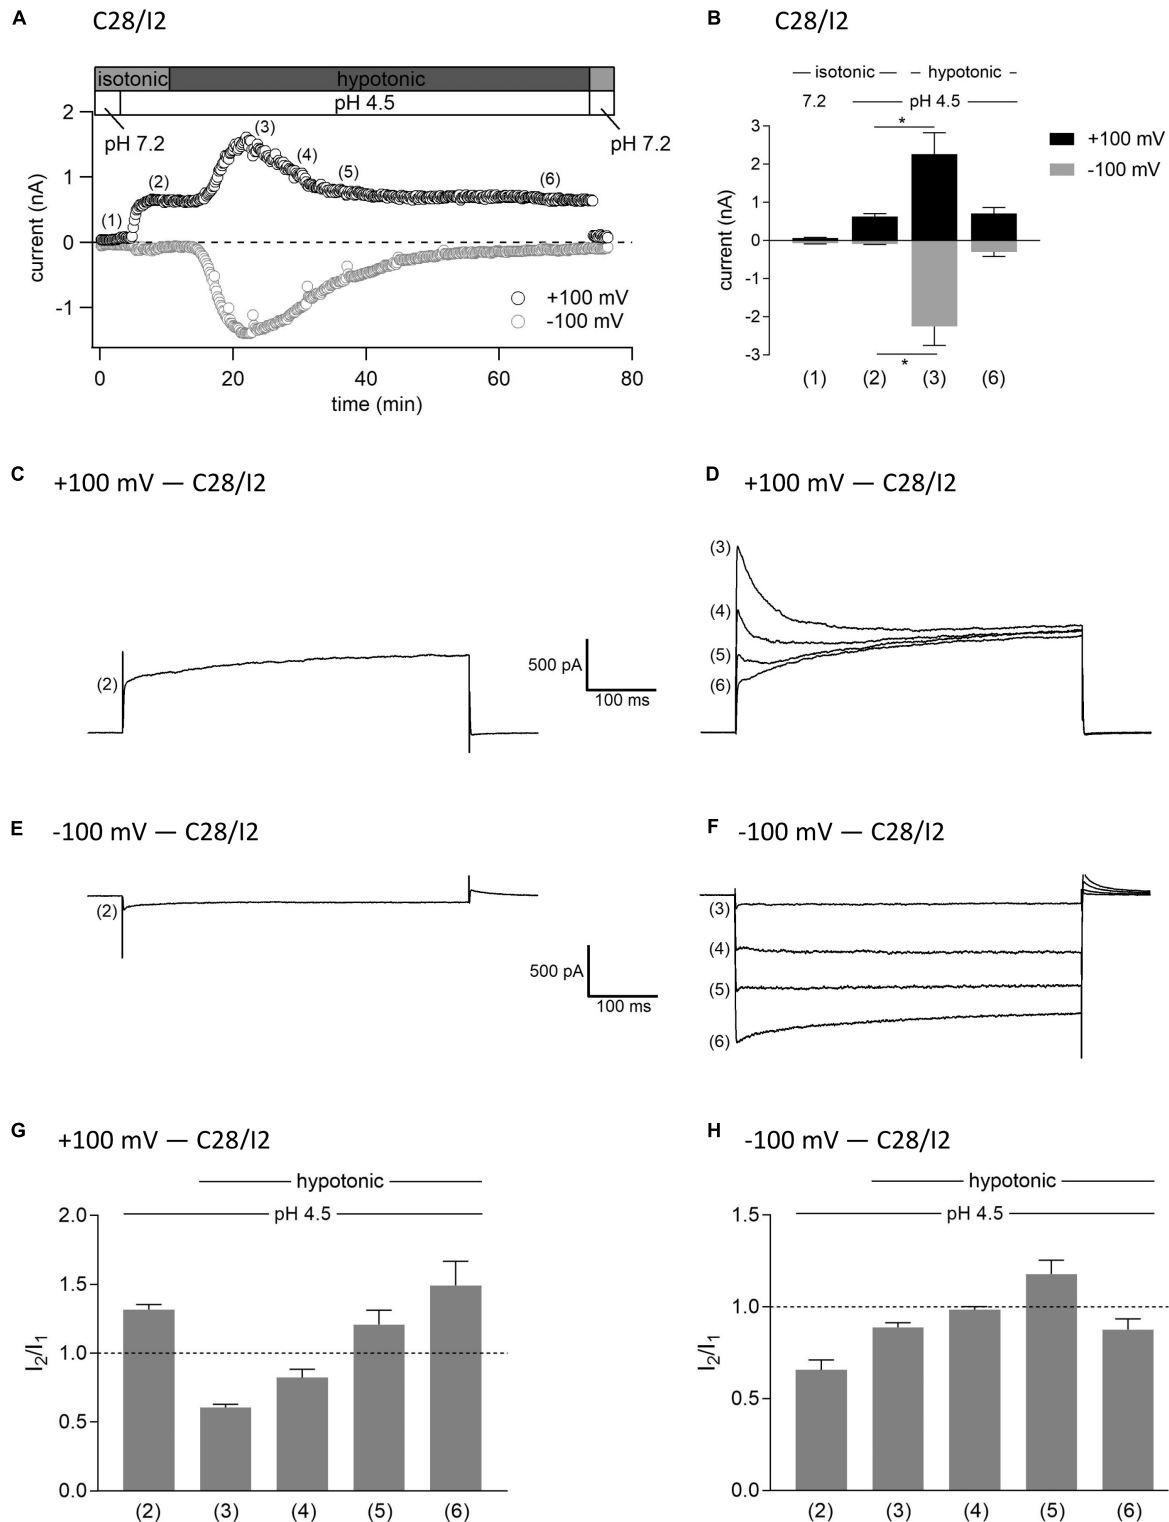 A
C28/I2
isotonic hypotonic
pH 4.5
pH 7.2 pH 7.2
2
1
0
-1
current (nA)
(1) (2) (3) (4) (5) (6)
+100 mV
-100 mV
0 20 40 60 80
time (min)
B
C28/I2
isotonic hypotonic
7.2 pH 4.5
*
3
2
1
0
-1
-2
-3
current (nA)
+100 mV
-100 mV
*
(1) (2) (3) (6)
C
+100 mV — C28/I2
(2)
500 pA
100 ms
D
+100 mV — C28/I2
(3)
(4)
(5)
(6)
E
-100 mV — C28/I2
(2)
500 pA
100 ms
F
-100 mV — C28/I2
(3)
(4)
(5)
(6)
G
+100 mV — C28/I2
hypotonic
pH 4.5
2.0
1.5
1.0
0.5
0.0
I2/I1
(2) (3) (4) (5) (6)
H
-100 mV — C28/I2
hypotonic
pH 4.5
1.5
1.0
0.5
0.0
I2/I1
(2) (3) (4) (5) (6)